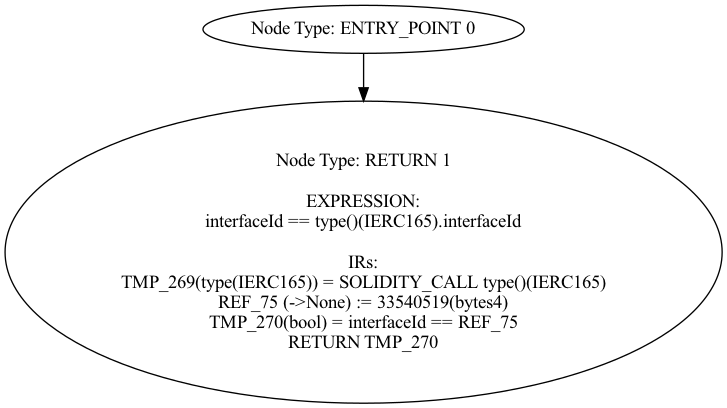 Node Type: ENTRY_POINT 0
Node Type: RETURN 1
EXPRESSION:
interfaceId == type()(IERC165).interfaceId
IRs:
TMP_269(type(IERC165)) = SOLIDITY_CALL type()(IERC165)
REF_75 (->None) := 33540519(bytes4)
TMP_270(bool) = interfaceId == REF_75
RETURN TMP_270